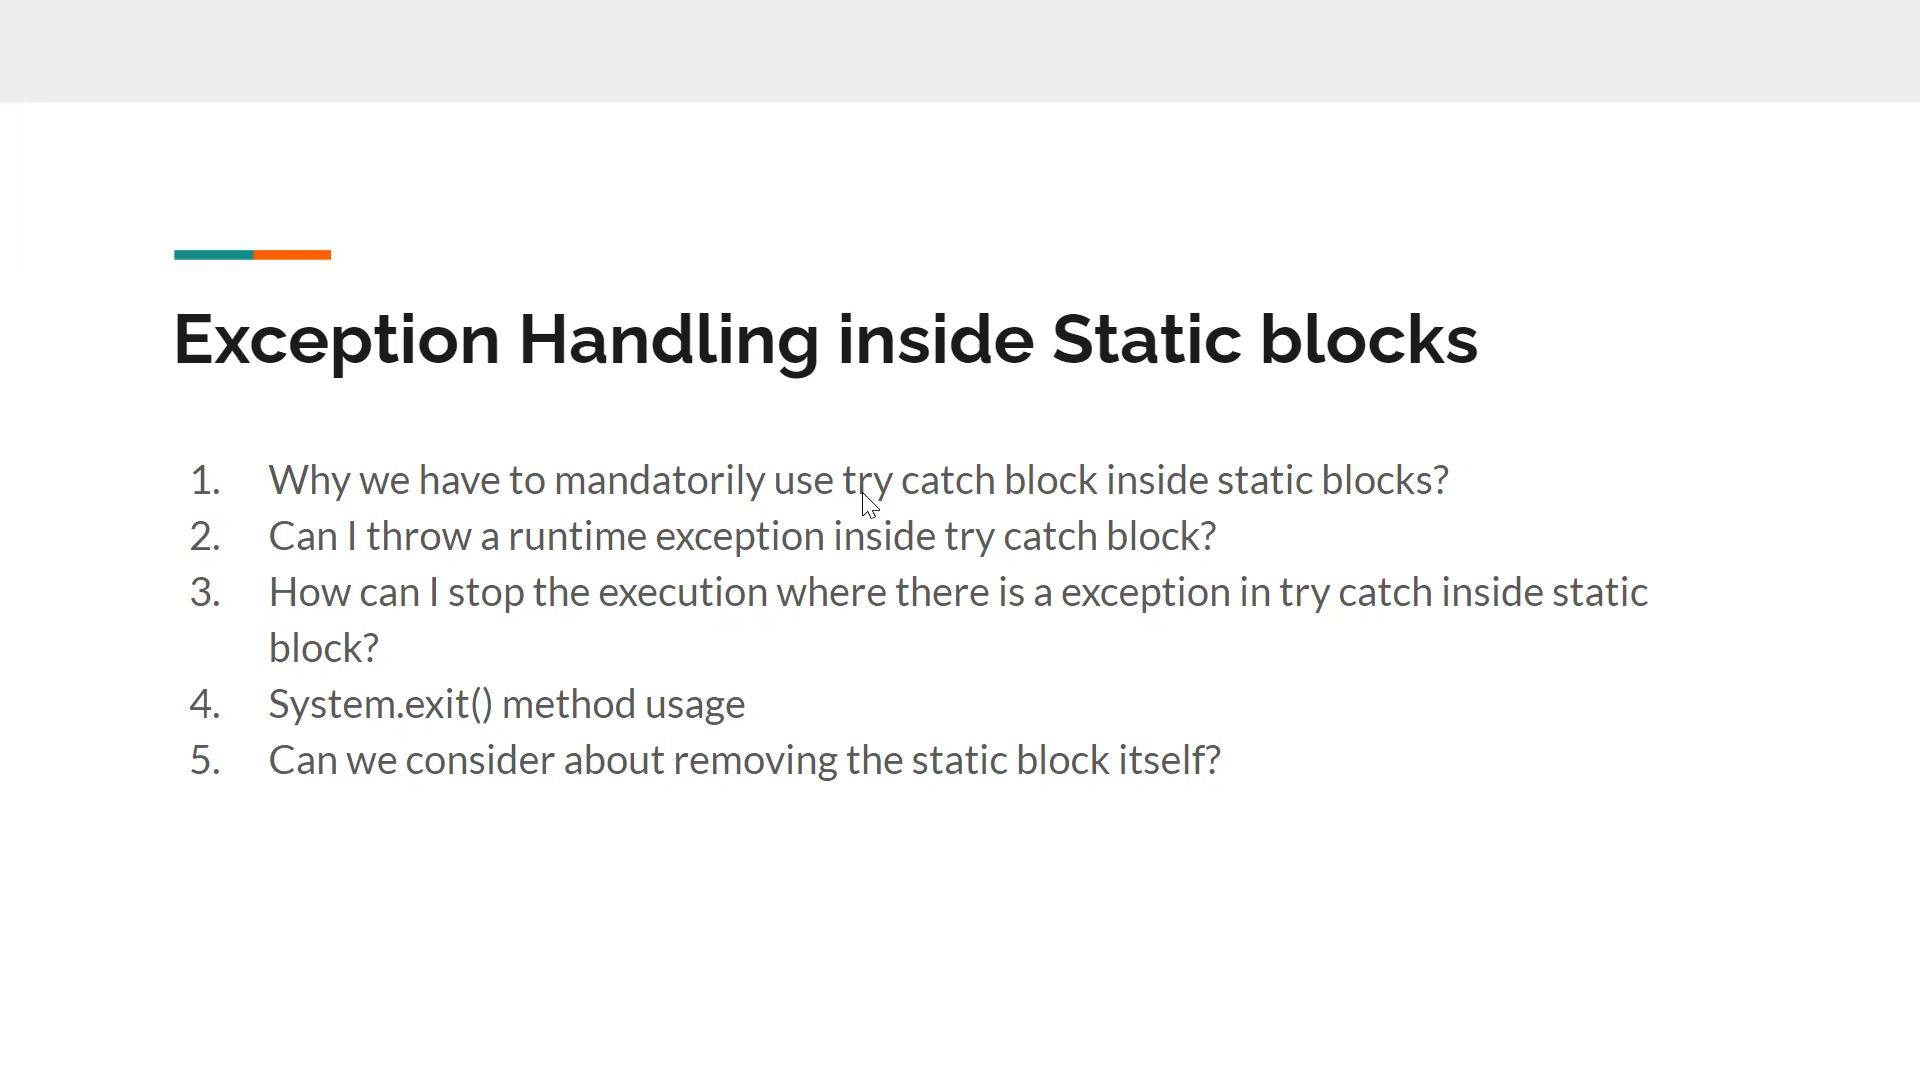 Exception Handling inside Static blocks
1. Why we have to mandatorily use try catch block inside static blocks?
2. Can I throw a runtime exception inside try catch block?
3. How can I stop the execution where there is a exception in try catch inside static
block?
4. System.exit() method usage
5. Can we consider about removing the static block itself?